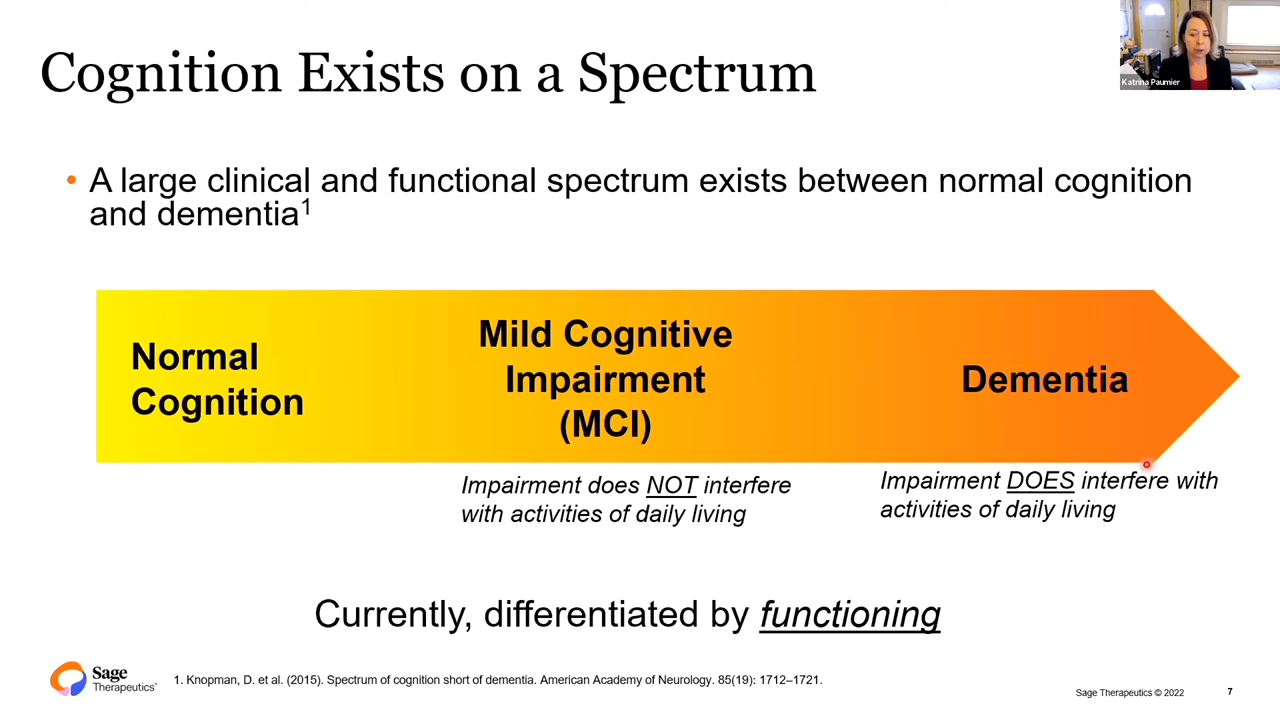 Cognition Exists on a Spectrum
Katrina Paumier
• A large clinical and functional spectrum exists between normal cognition
and dementia1
Normal
Cognition
Mild Cognitive
Impairment
(MCI)
Dementia
Impairment does NOT interfere
with activities of daily living
Impairment DOES interfere with
activities of daily living
Currently, differentiated by functioning
Sage
Therapeutics™
1. Knopman, D. et al. (2015). Spectrum of cognition short of dementia. American Academy of Neurology. 85(19): 1712–1721.
Sage Therapeutics © 2022
7